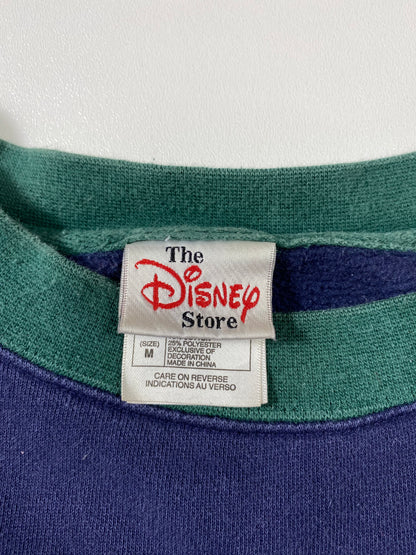 The
Disney
Store
(SIZE)
M
25% POLYESTER
EXCLUSIVE OF
DECORATION
MADE IN CHINA
CARE ON REVERSE
INDICATIONS AU VERSO